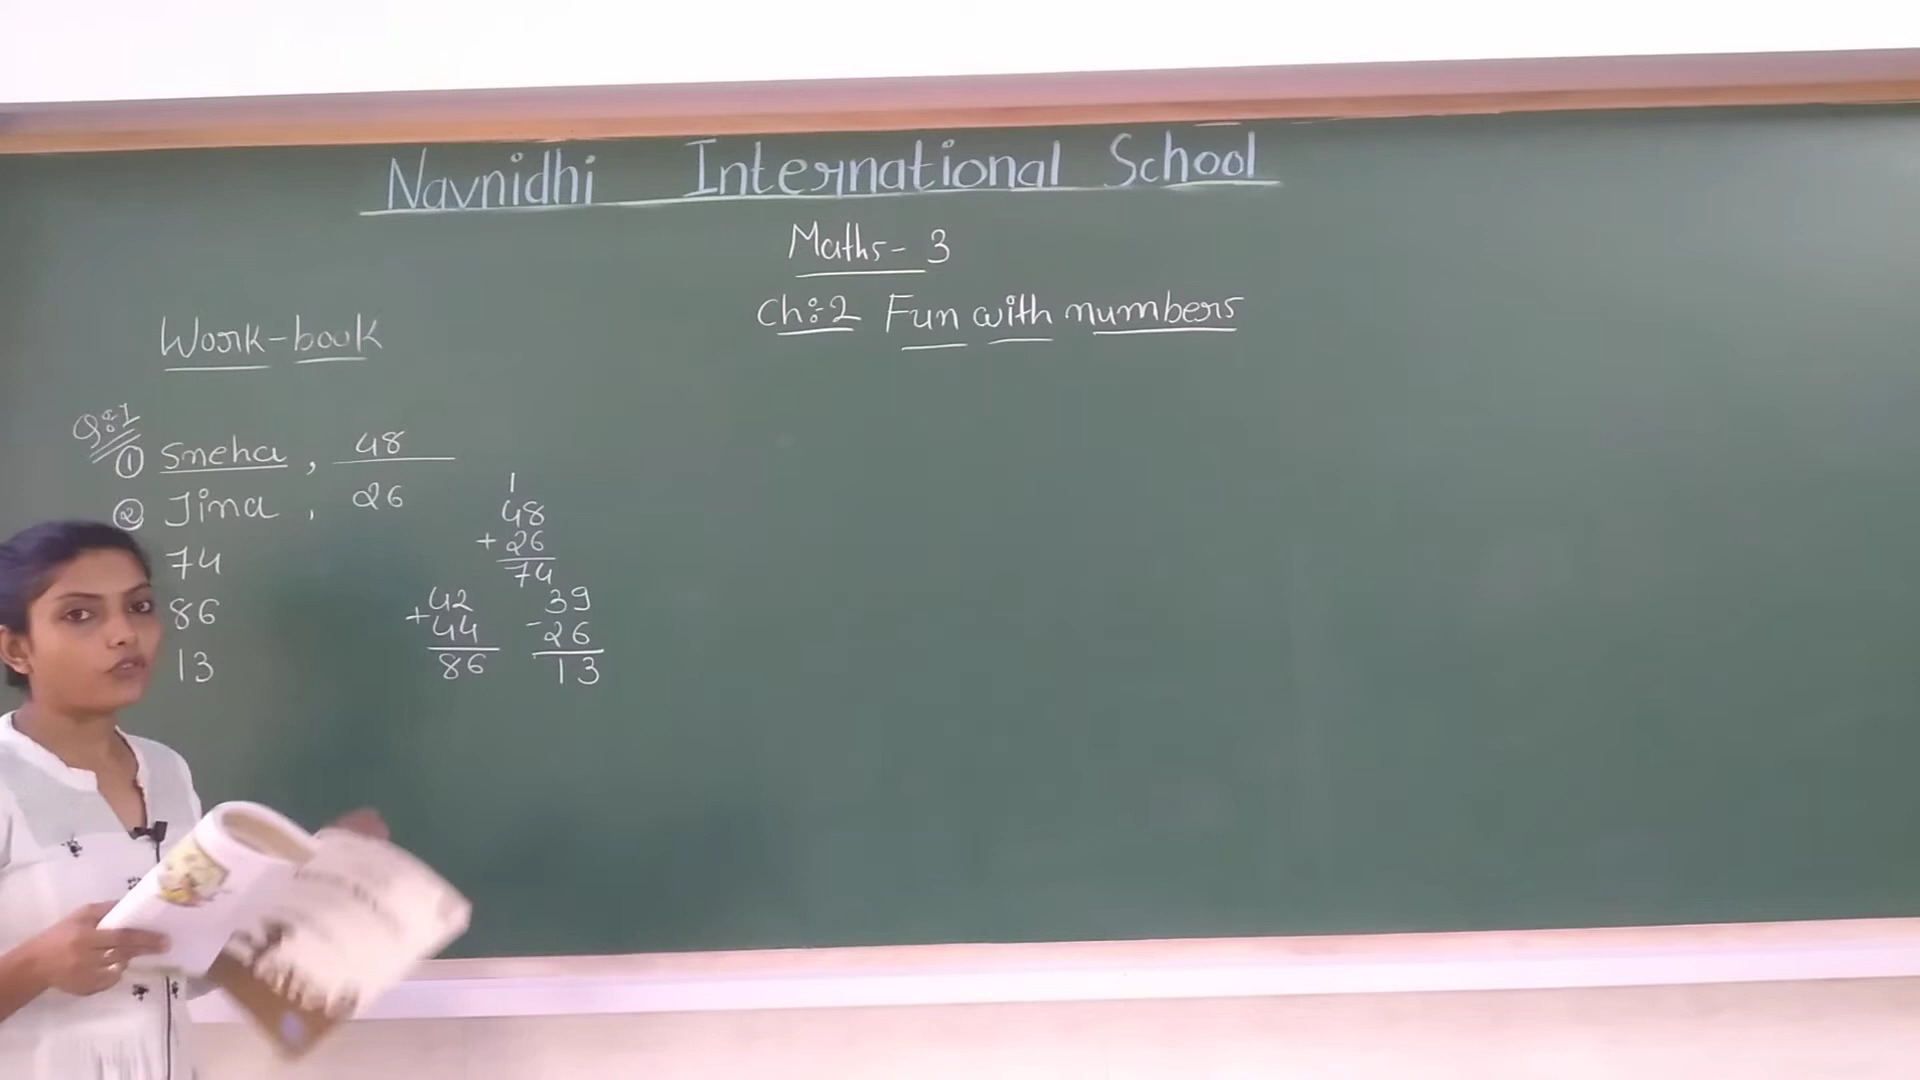 Navnidhi International School
Maths- 3
Ch:2 Fun with numbers
Work-book
Q:1
① Sneha, 48
② Jina, 26
74
86
13
1
48
+ 26
74
42
+44
86
39
-26
13